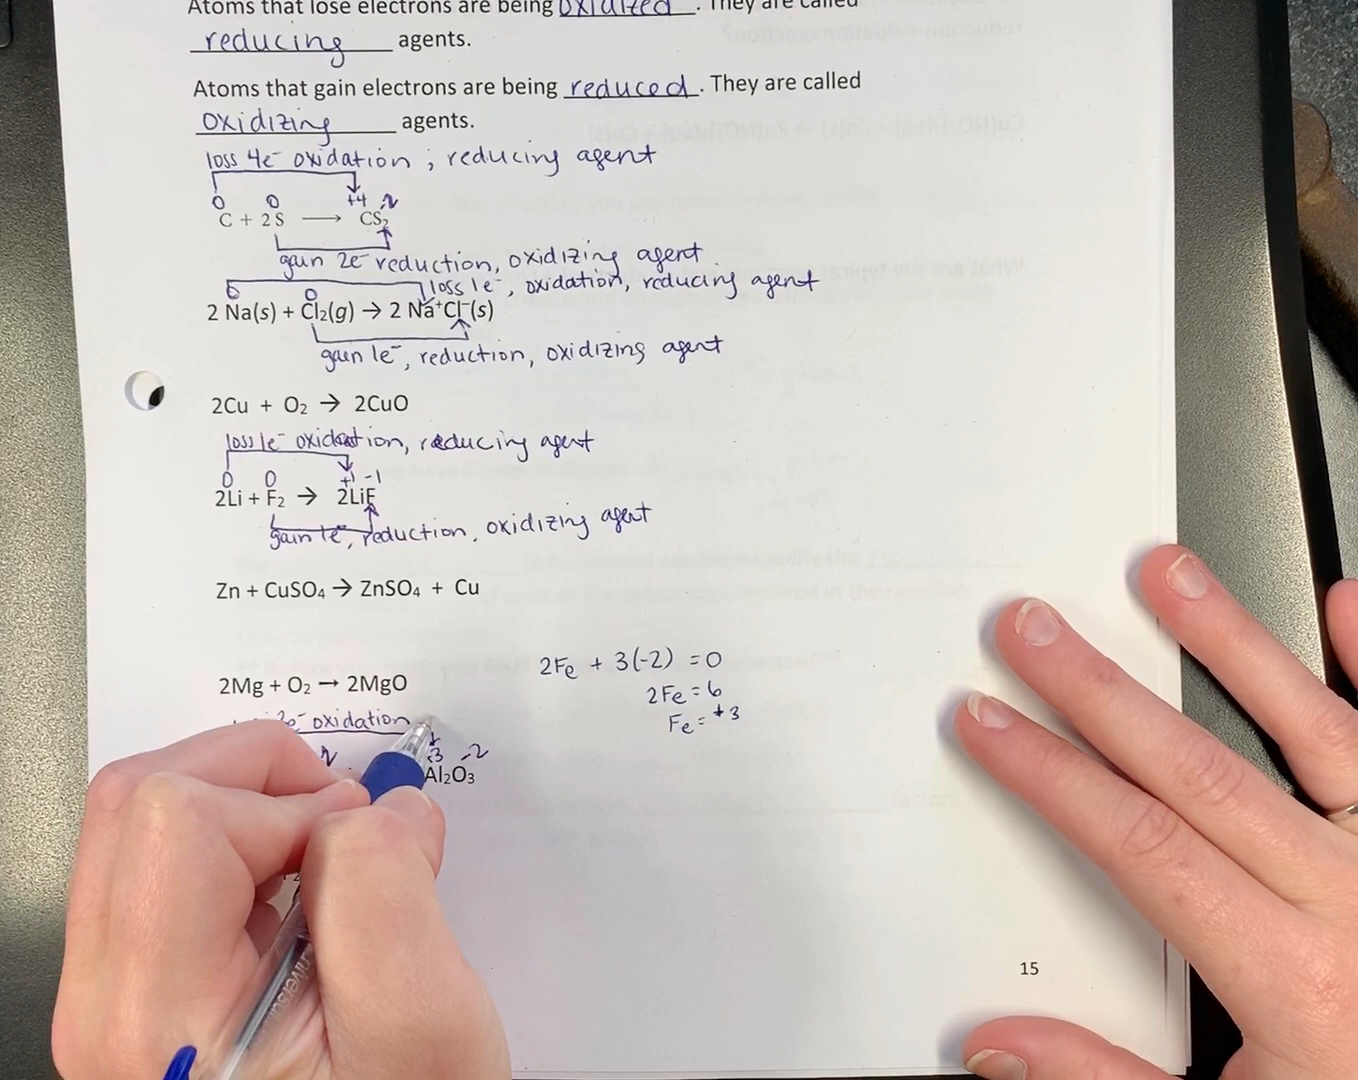 Atoms that lose electrons are being oxidized. They are called
reducing agents.
Atoms that gain electrons are being reduced. They are called
oxidizing agents.
loss 4e⁻ oxidation ; reducing agent
0 0 +4 -2
C + 2S ⟶ CS₂
gain 2e⁻ reduction, oxidizing agent
loss 1e⁻, oxidation, reducing agent
0 0
2 Na(s) + Cl₂(g) → 2 Na⁺Cl⁻(s)
gain 1e⁻, reduction, oxidizing agent
2Cu + O₂ → 2CuO
loss 1e⁻ oxidation, reducing agent
0 0 +1 -1
2Li + F₂ → 2LiF
gain 1e⁻, reduction, oxidizing agent
Zn + CuSO₄ → ZnSO₄ + Cu
2Fe + 3(-2) = 0
2Mg + O₂ → 2MgO
2Fe = 6
Fe = +3
e⁻ oxidation
3 -2
Al₂O₃
15